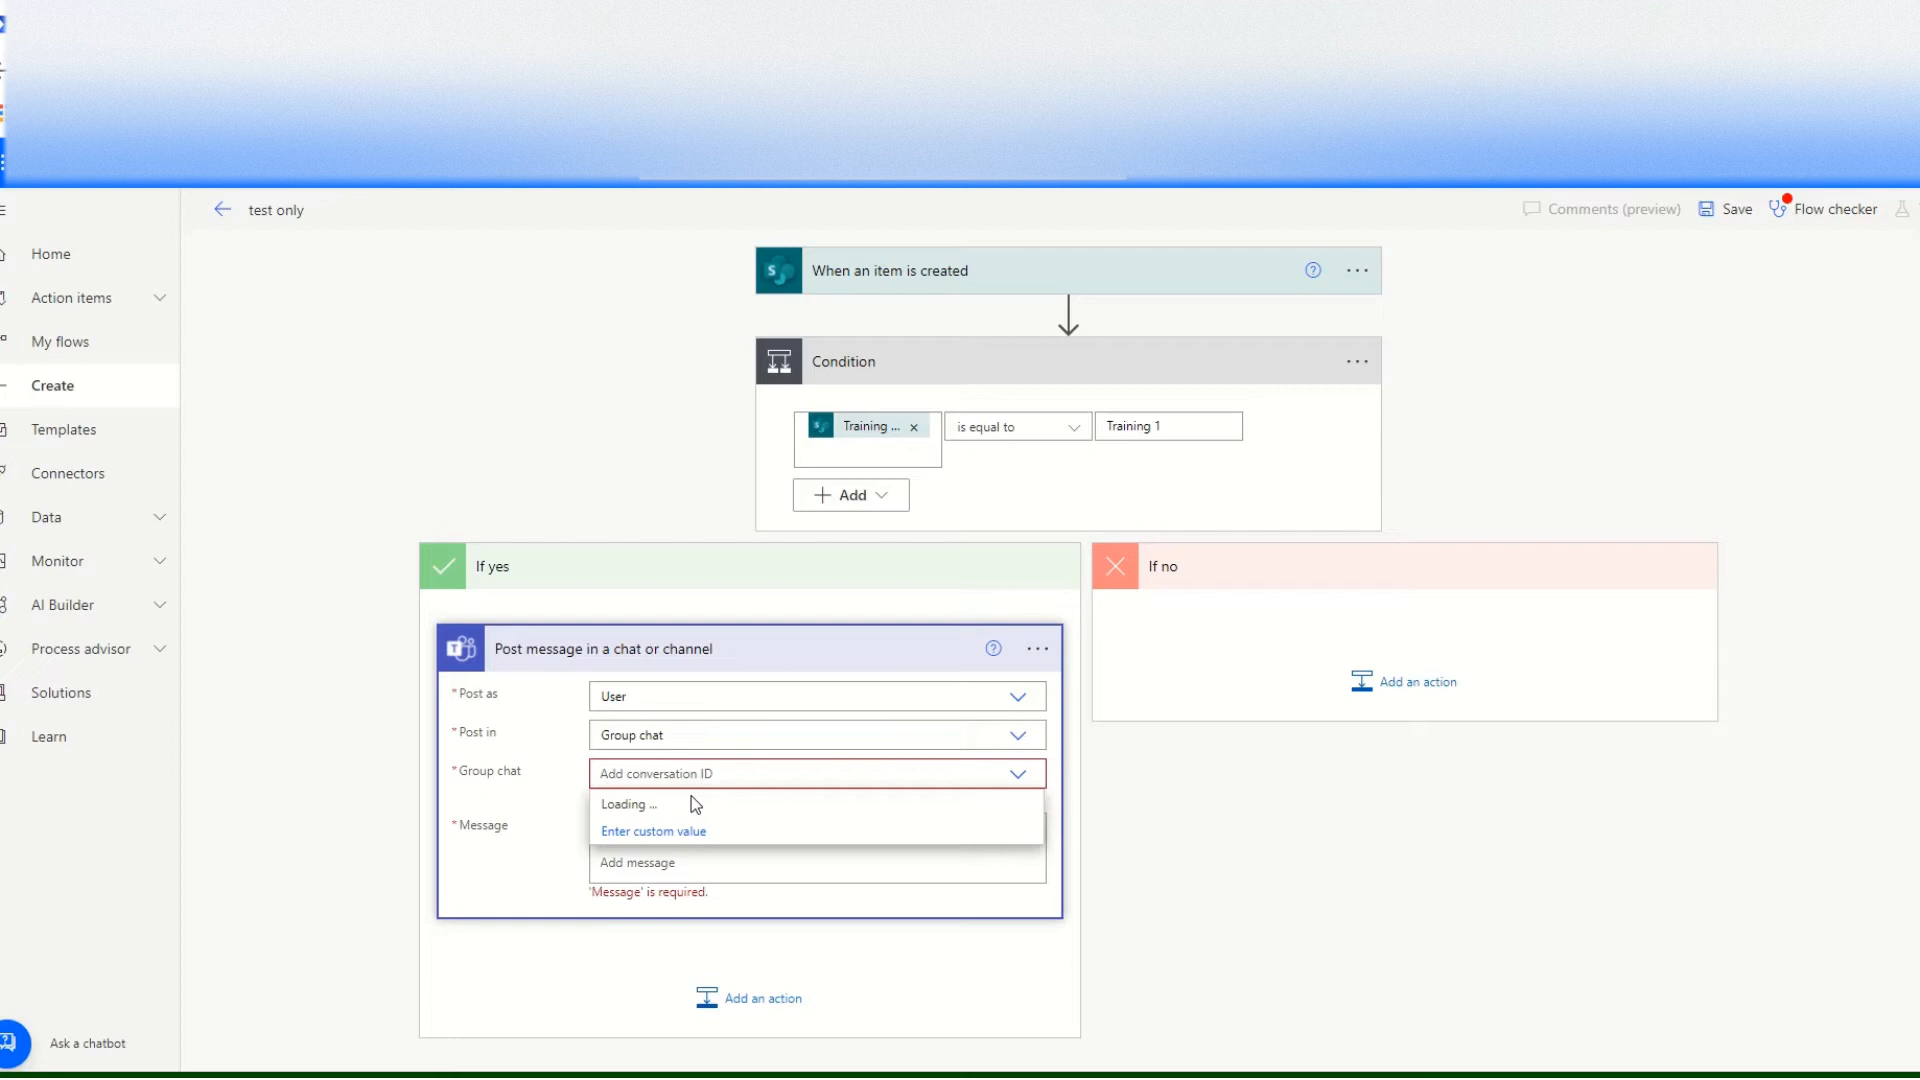 test only
Comments (preview)
Save
Flow checker
Home
Action items
My flows
Create
Templates
Connectors
Data
Monitor
AI Builder
Process advisor
Solutions
Learn
Ask a chatbot
When an item is created
Condition
Training ...
is equal to
Training 1
Add
If yes
Post message in a chat or channel
* Post as
User
* Post in
Group chat
* Group chat
Add conversation ID
Loading ...
Enter custom value
* Message
Add message
'Message' is required.
Add an action
If no
Add an action